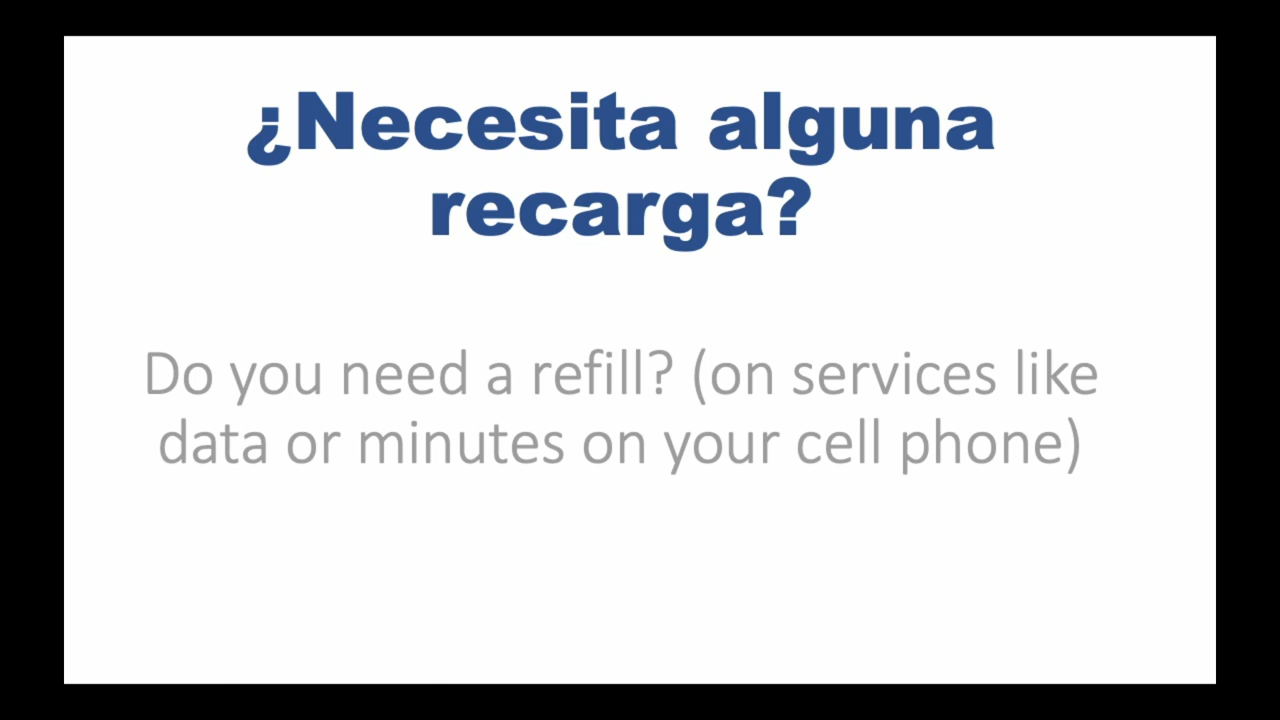 ¿Necesita alguna
recarga?
Do you need a refill? (on services like
data or minutes on your cell phone)